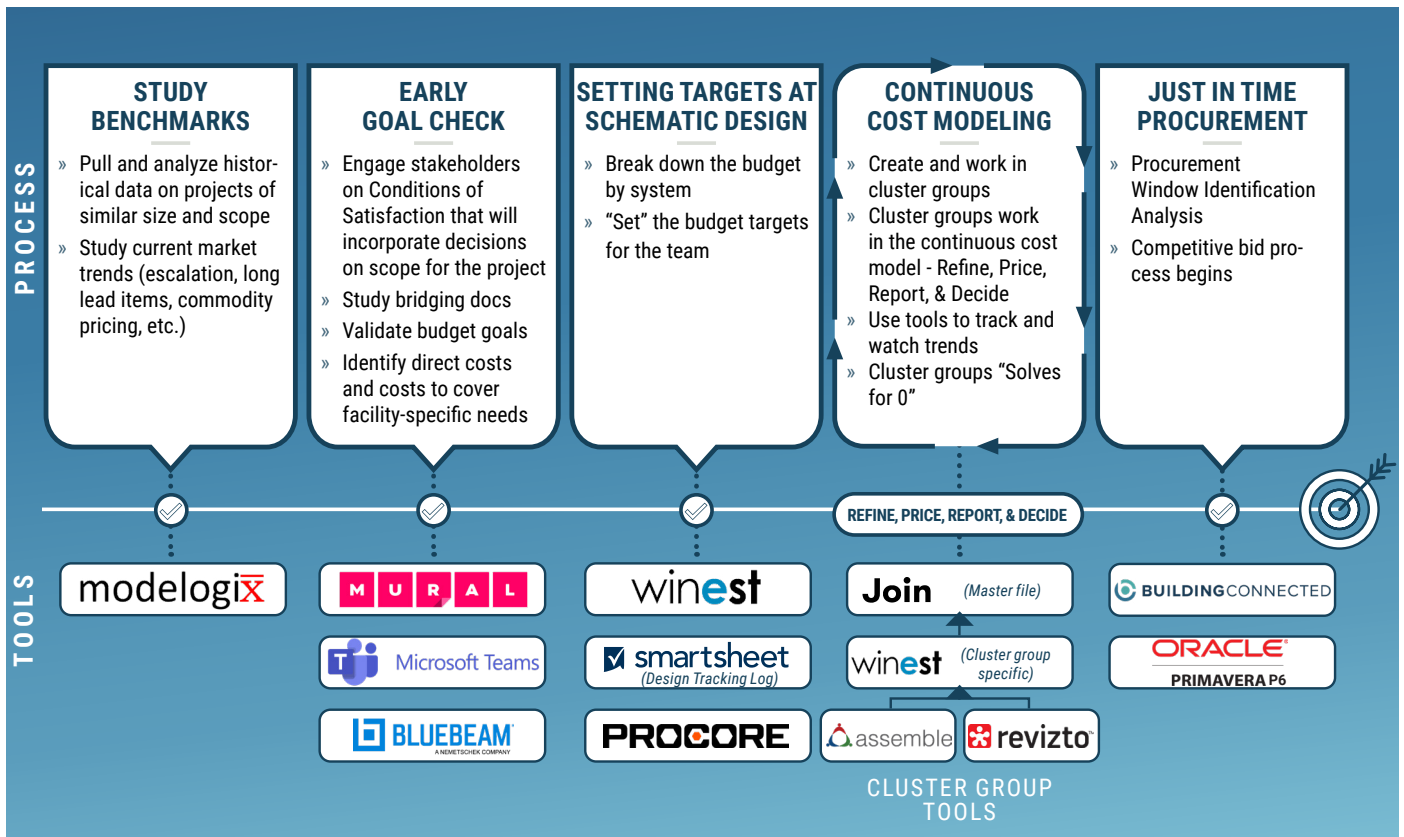 PROCESS
STUDY
BENCHMARKS
» Pull and analyze histor-
ical data on projects of
similar size and scope
» Study current market
trends (escalation, long
lead items, commodity
pricing, etc.)
EARLY
GOAL CHECK
» Engage stakeholders
on Conditions of
Satisfaction that will
incorporate decisions
on scope for the project
» Study bridging docs
» Validate budget goals
» Identify direct costs
and costs to cover
facility-specific needs
SETTING TARGETS AT
SCHEMATIC DESIGN
» Break down the budget
by system
» “Set” the budget targets
for the team
CONTINUOUS
COST MODELING
» Create and work in
cluster groups
» Cluster groups work
in the continuous cost
model - Refine, Price,
Report, & Decide
» Use tools to track and
watch trends
» Cluster groups “Solves
for 0”
JUST IN TIME
PROCUREMENT
» Procurement
Window Identification
Analysis
» Competitive bid pro-
cess begins
REFINE, PRICE, REPORT, & DECIDE
TOOLS
modelogix
MURAL
Microsoft Teams
BLUEBEAM
A NEMETSCHEK COMPANY
winest
smartsheet
(Design Tracking Log)
PROCORE
Join (Master file)
winest (Cluster group
specific)
assemble
revizto
CLUSTER GROUP
TOOLS
BUILDINGCONNECTED
ORACLE
PRIMAVERA P6